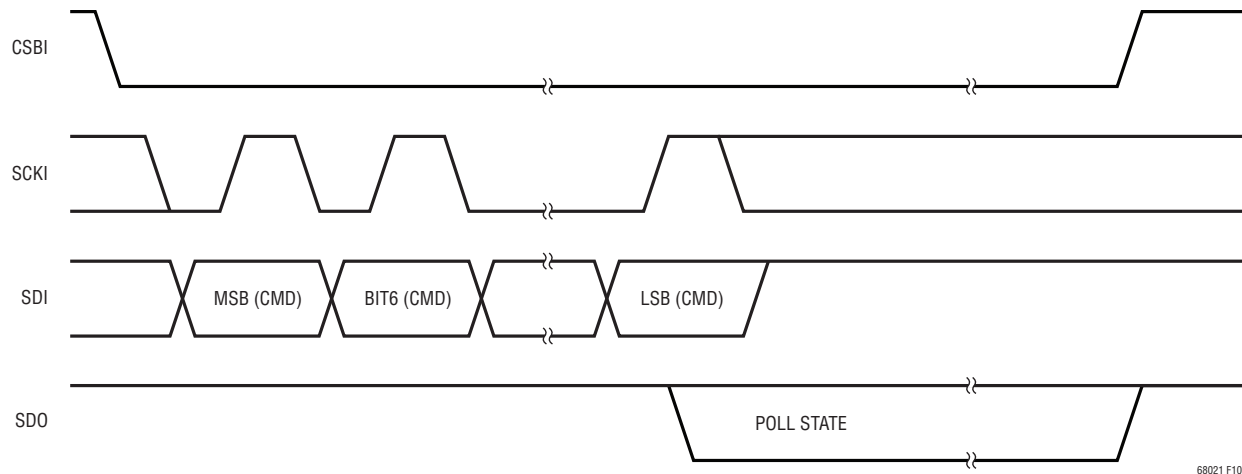 CSBI
SCKI
SDI
MSB (CMD)
BIT6 (CMD)
LSB (CMD)
SDO
POLL STATE
68021 F10